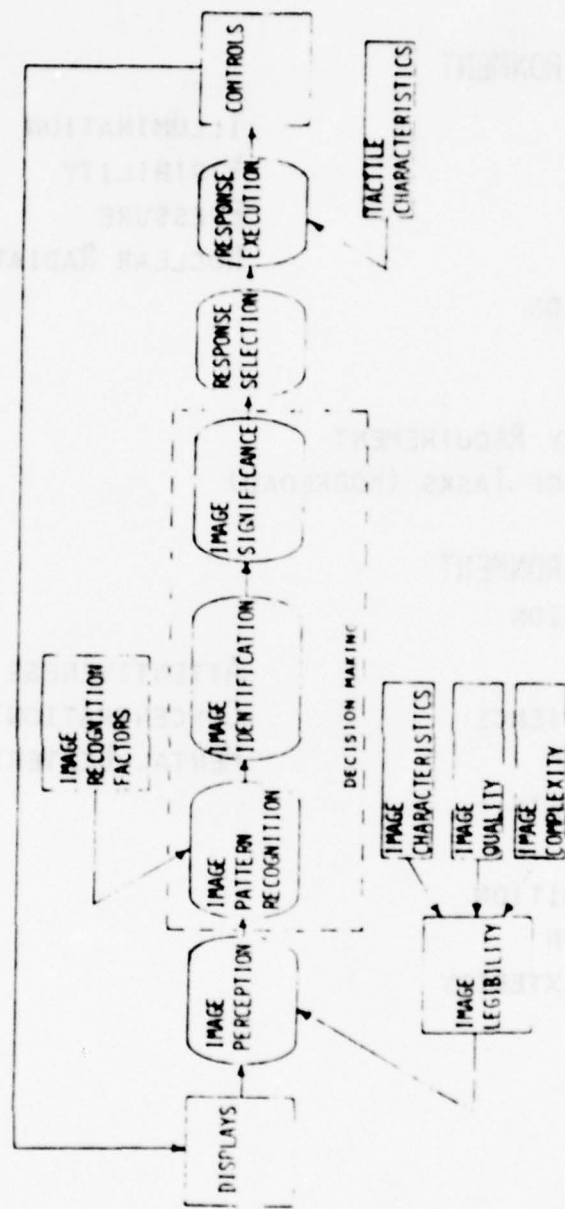 DISPLAYS
IMAGE
PERCEPTION
IMAGE
PATTERN
RECOGNITION
IMAGE
IDENTIFICATION
IMAGE
SIGNIFICANCE
RESPONSE
SELECTION
RESPONSE
EXECUTION
CONTROLS
IMAGE
RECOGNITION
FACTORS
DECISION MAKING
IMAGE
LEGIBILITY
IMAGE
CHARACTERISTICS
IMAGE
QUALITY
IMAGE
COMPLEXITY
TACTILE
CHARACTERISTICS